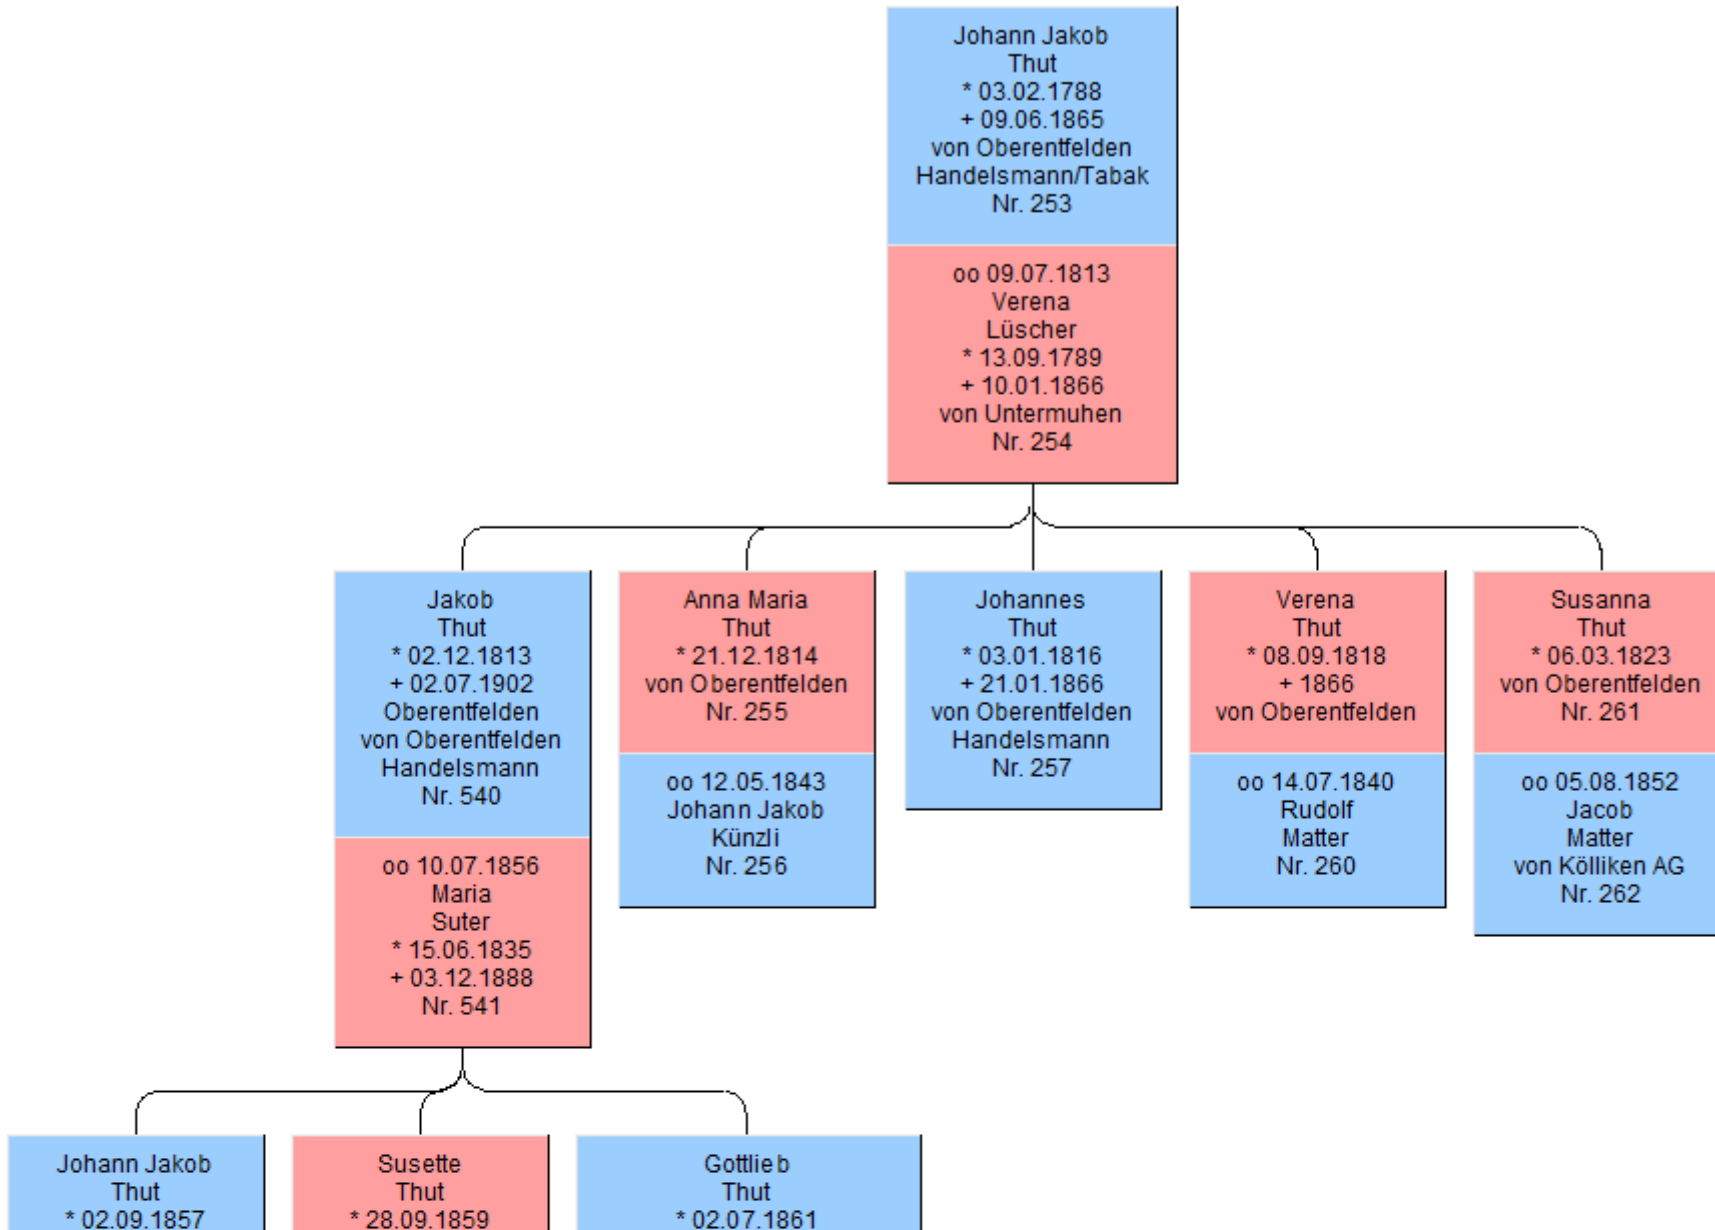 Johann Jakob
Thut
* 03.02.1788
+ 09.06.1865
von Oberentfelden
Handelsmann/Tabak
Nr. 253
oo 09.07.1813
Verena
Lüscher
* 13.09.1789
+ 10.01.1866
von Untermuhen
Nr. 254
Jakob
Thut
* 02.12.1813
+ 02.07.1902
Oberentfelden
von Oberentfelden
Handelsmann
Nr. 540
oo 10.07.1856
Maria
Suter
* 15.06.1835
+ 03.12.1888
Nr. 541
Anna Maria
Thut
* 21.12.1814
von Oberentfelden
Nr. 255
oo 12.05.1843
Johann Jakob
Künzli
Nr. 256
Johannes
Thut
* 03.01.1816
+ 21.01.1866
von Oberentfelden
Handelsmann
Nr. 257
Verena
Thut
* 08.09.1818
+ 1866
von Oberentfelden
oo 14.07.1840
Rudolf
Matter
Nr. 260
Susanna
Thut
* 06.03.1823
von Oberentfelden
Nr. 261
oo 05.08.1852
Jacob
Matter
von Kölliken AG
Nr. 262
Johann Jakob
Thut
* 02.09.1857
Susette
Thut
* 28.09.1859
Gottlieb
Thut
* 02.07.1861